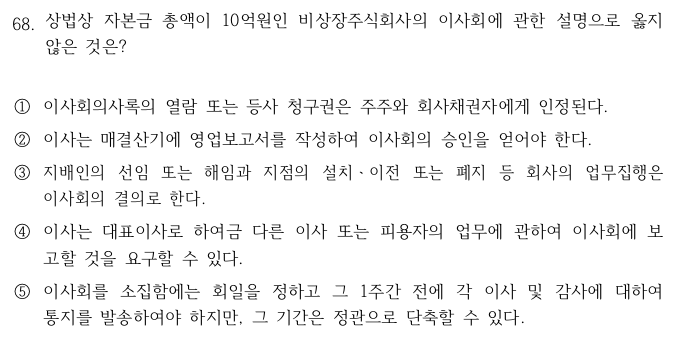 68. 상법상 자본금 총액이 10억원인 비상장주식회사의 이사회에 관한 설명으로 옳지
않은 것은?
① 이사회의사록의 열람 또는 등사 청구권은 주주와 회사채권자에게 인정된다.
② 이사는 매결산기에 영업보고서를 작성하여 이사회의 승인을 얻어야 한다.
③ 지배인의 선임 또는 해임과 지점의 설치ㆍ이전 또는 폐지 등 회사의 업무집행은
이사회의 결의로 한다.
④ 이사는 대표이사로 하여금 다른 이사 또는 피용자의 업무에 관하여 이사회에 보
고할 것을 요구할 수 있다.
⑤ 이사회를 소집함에는 회일을 정하고 그 1주간 전에 각 이사 및 감사에 대하여
통지를 발송하여야 하지만, 그 기간은 정관으로 단축할 수 있다.